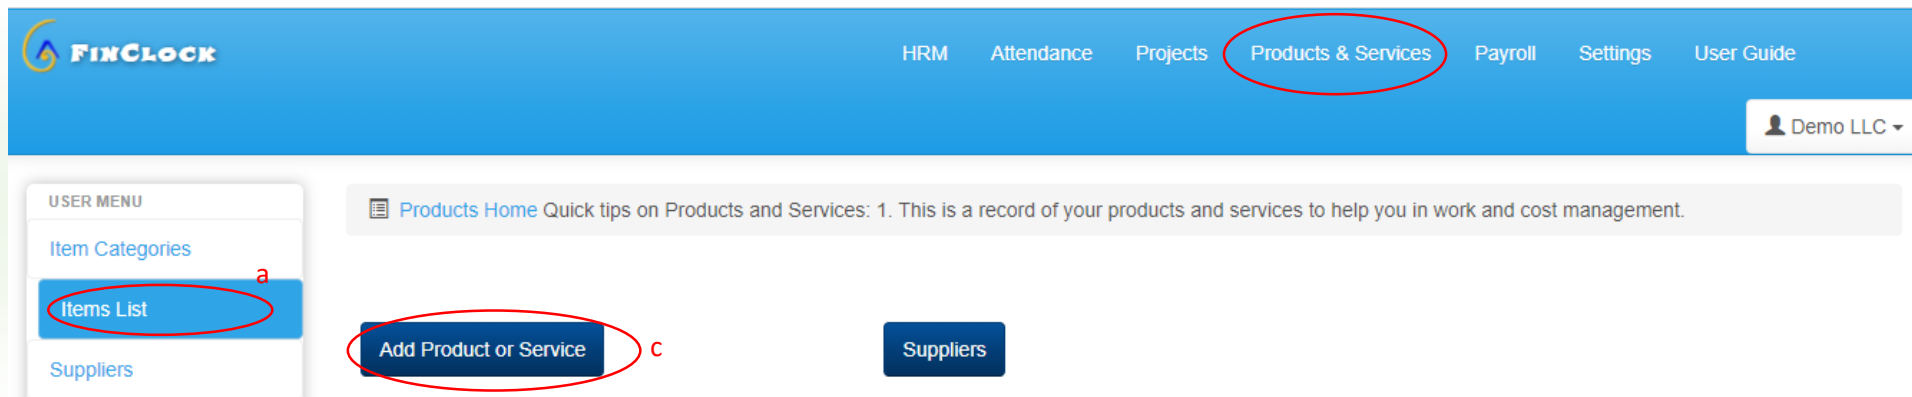 FINCLOCK
HRM Attendance Projects Products & Services Payroll Settings User Guide
Demo LLC
USER MENU
Products Home Quick tips on Products and Services: 1. This is a record of your products and services to help you in work and cost management.
Item Categories
a
Items List
Add Product or Service
c
Suppliers
Suppliers